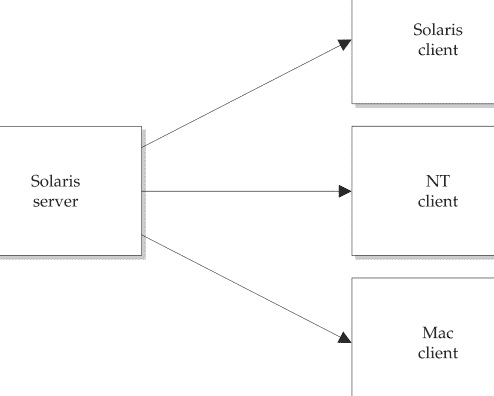 Solaris
client
Solaris
server
NT
client
Mac
client